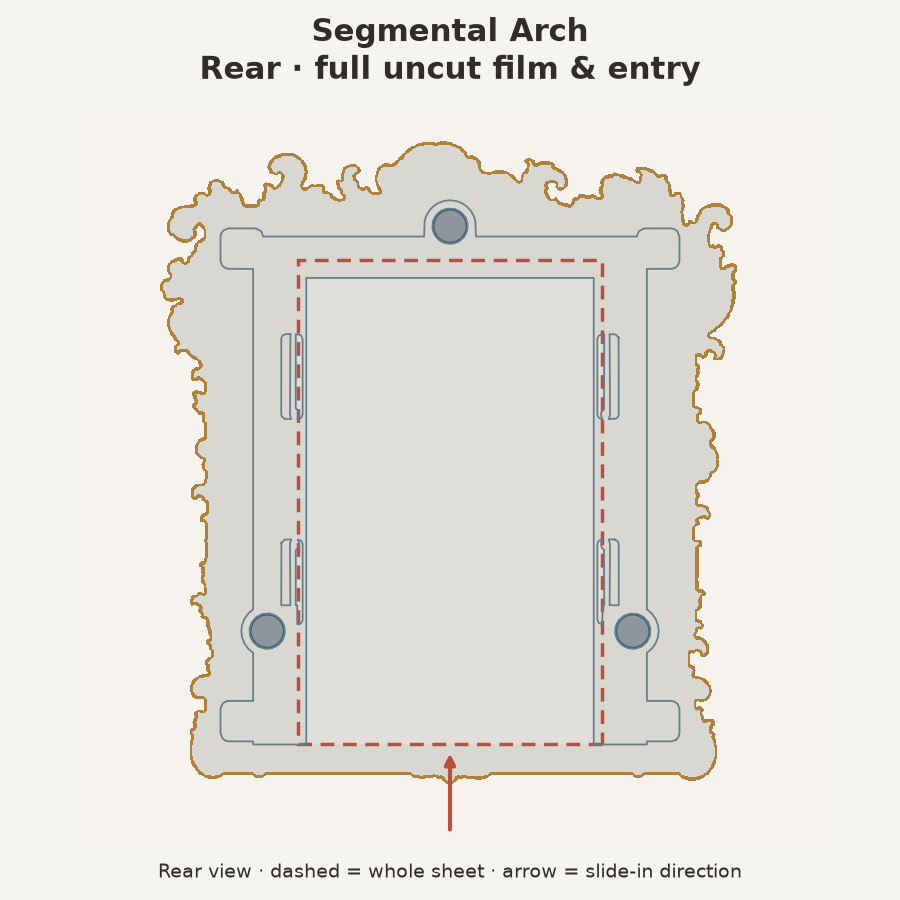 Segmental Arch
Rear · full uncut film & entry
Rear view · dashed = whole sheet · arrow = slide-in direction